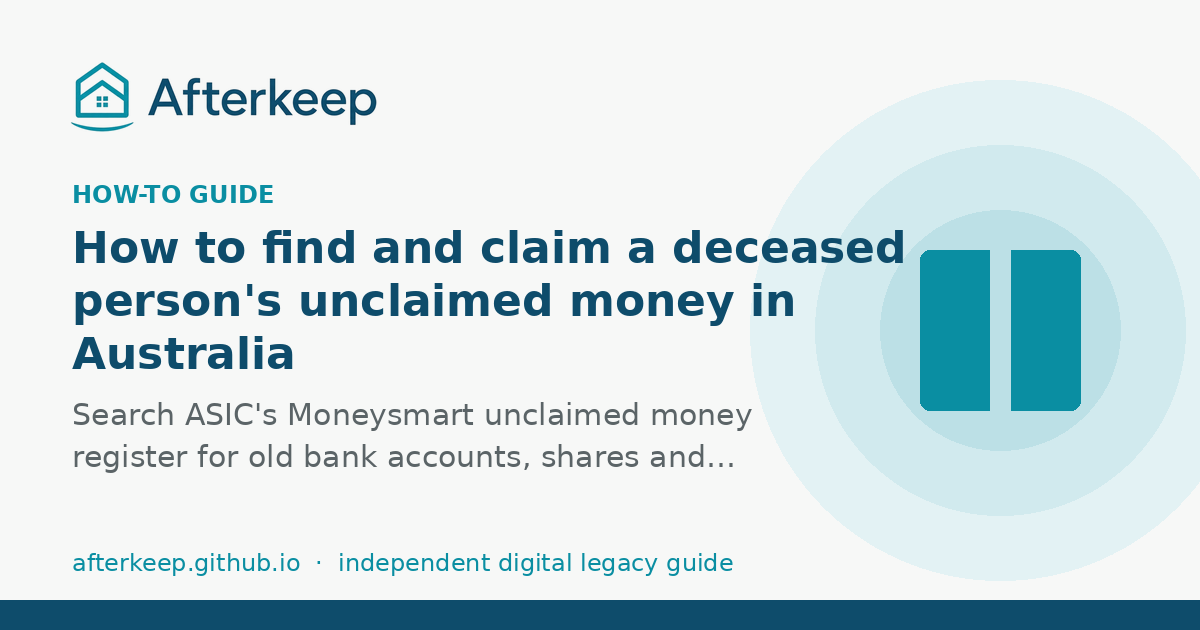 Afterkeep
HOW-TO GUIDE
How to find and claim a deceased
person's unclaimed money in
Australia
Search ASIC's Moneysmart unclaimed money
register for old bank accounts, shares and...
afterkeep.github.io · independent digital legacy guide